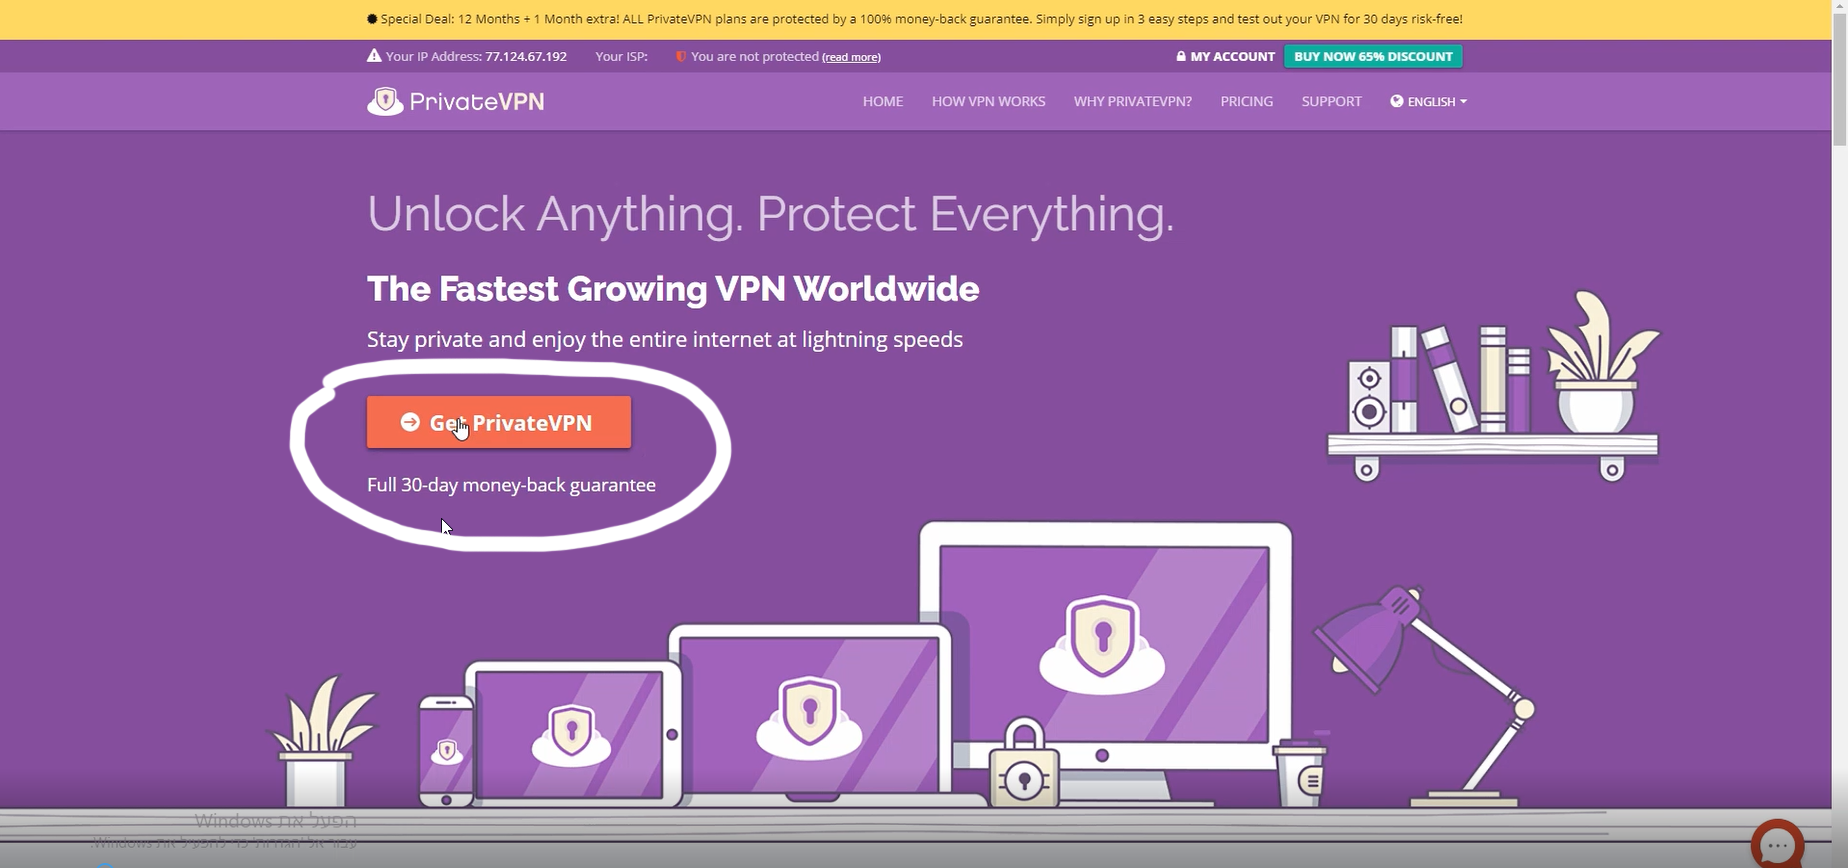 Special Deal: 12 Months + 1 Month extra! ALL PrivateVPN plans are protected by a 100% money-back guarantee. Simply sign up in 3 easy steps and test out your VPN for 30 days risk-free!
Your IP Address: 77.124.67.192 Your ISP: You are not protected (read more) MY ACCOUNT BUY NOW 65% DISCOUNT
PrivateVPN HOME HOW VPN WORKS WHY PRIVATEVPN? PRICING SUPPORT ENGLISH
Unlock Anything. Protect Everything.
The Fastest Growing VPN Worldwide
Stay private and enjoy the entire internet at lightning speeds
Get PrivateVPN
Full 30-day money-back guarantee
הפעל את Windows
עבור אל 'הגדרות' כדי להפעיל את Windows.